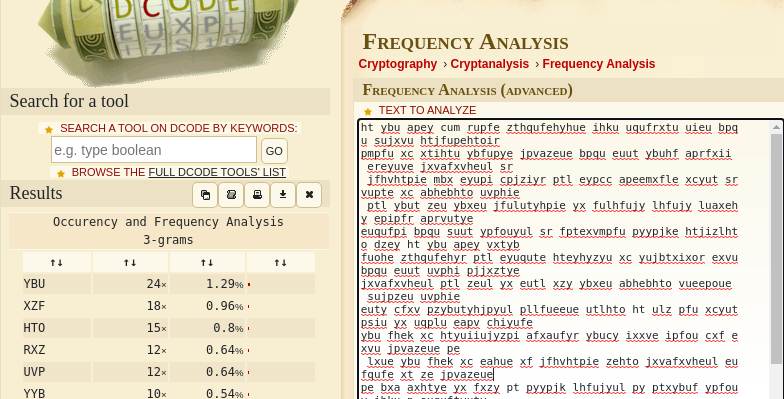 DCODE
EUXPL
Search for a tool
SEARCH A TOOL ON DCODE BY KEYWORDS:
e.g. type boolean
GO
BROWSE THE FULL DCODE TOOLS' LIST
Results
Occurency and Frequency Analysis
3-grams
↑↓ ↑↓ ↑↓ ↑↓
YBU 24× 1.29%
XZF 18× 0.96%
HTO 15× 0.8%
RXZ 12× 0.64%
UVP 12× 0.64%
YYB 10× 0.54%
Frequency Analysis
Cryptography › Cryptanalysis › Frequency Analysis
Frequency Analysis (advanced)
TEXT TO ANALYZE
ht ybu apey cum rupfe zthqufehyhue ihku uqufrxtu uieu bpq
u sujxvu htjfupehtoir
pmpfu xc xtihtu ybfupye jpvazeue bpqu euut ybuhf aprfxii
ereyuve jxvafxvheul sr
jfhvhtpie mbx eyupi cpjziyr ptl eypcc apeemxfle xcyut sr
vupte xc abhebhto uvphie
ptl ybut zeu ybxeu jfulutyhpie yx fulhfujy lhfujy luaxeh
y epipfr aprvutye
euqufpi bpqu suut ypfouyul sr fptexvmpfu pyypjke htjizlht
o dzey ht ybu apey vxtyb
fuohe zthqufehyr ptl eyuqute hteyhyzyu xc yujbtxixor exvu
bpqu euut uvphi pjjxztye
jxvafxvheul ptl zeul yx eutl xzy ybxeu abhebhto vueepoue
sujpzeu uvphie
euty cfxv pzybutyhjpyul pllfueeue utlhto ht ulz pfu xcyut
psiu yx uqplu eapv chiyufe
ybu fhek xc htyuiiujyzpi afxaufyr ybucy ixxve ipfou cxf e
xvu jpvazeue pe
lxue ybu fhek xc eahue xf jfhvhtpie zehto jxvafxvheul eu
fqufe xt ze jpvazeue
pe bxa axhtye yx fxzy pt pyypjk lhfujyul py ptxybuf ypfou